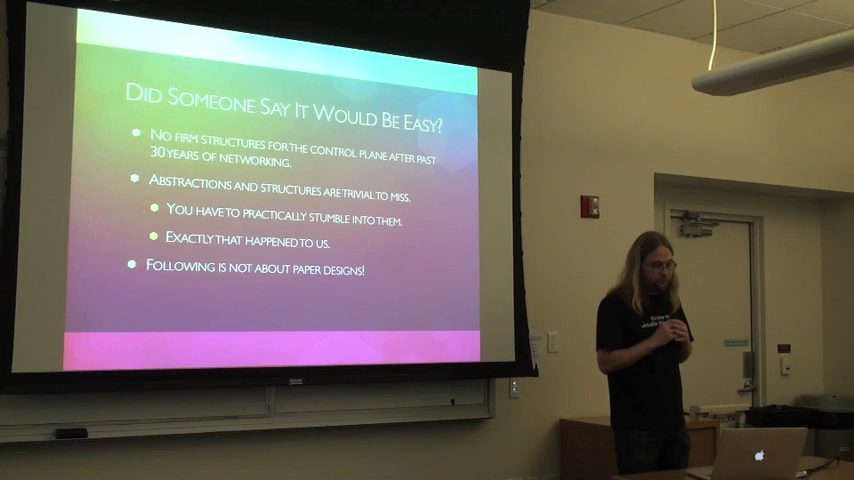 DID SOMEONE SAY IT WOULD BE EASY?
NO FIRM STRUCTURES FOR THE CONTROL PLANE AFTER PAST
30 YEARS OF NETWORKING.
ABSTRACTIONS AND STRUCTURES ARE TRIVIAL TO MISS.
YOU HAVE TO PRACTICALLY STUMBLE INTO THEM.
EXACTLY THAT HAPPENED TO US.
FOLLOWING IS NOT ABOUT PAPER DESIGNS!